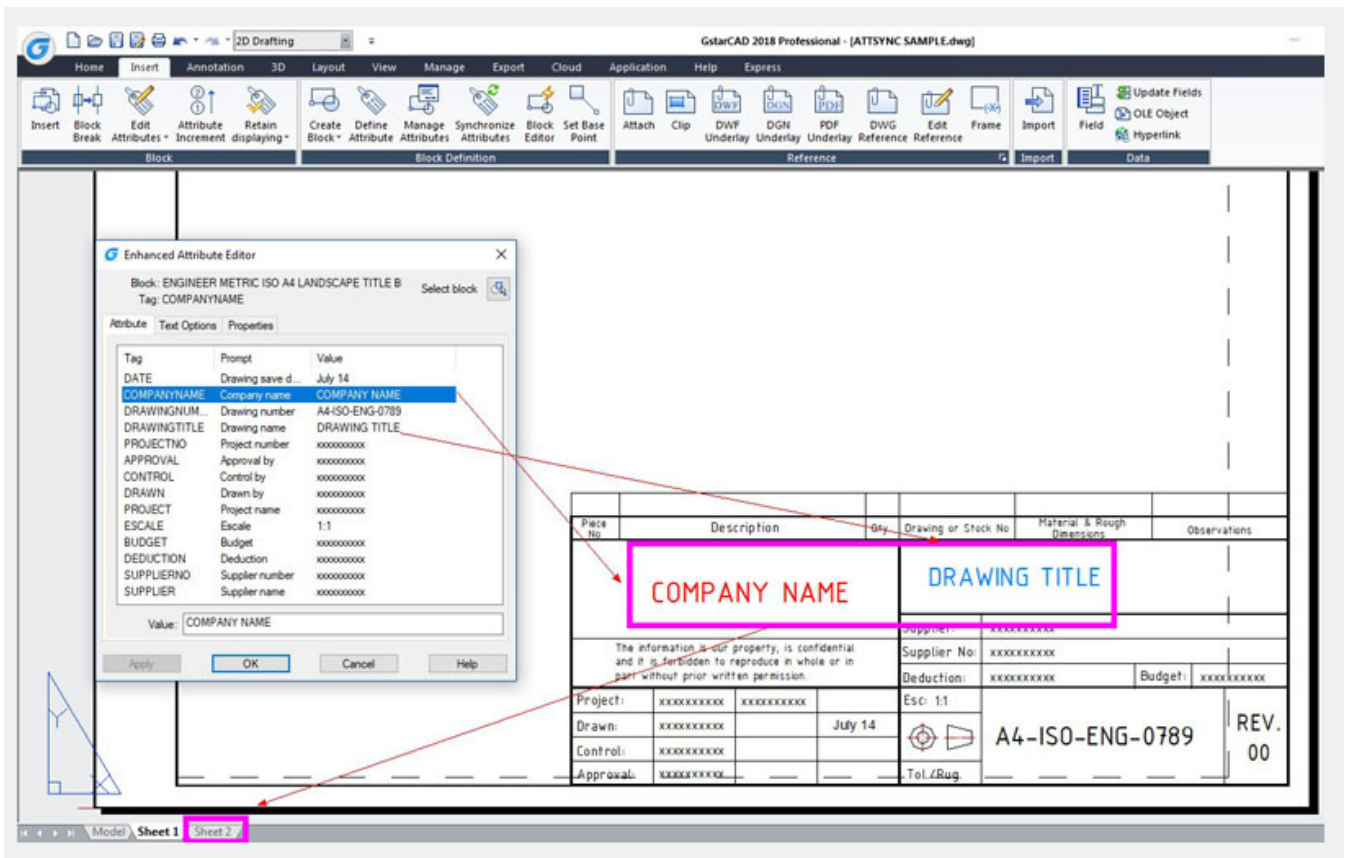 2D Drafting
GstarCAD 2018 Professional - [ATTSYNC SAMPLE.dwg]
Home Insert Annotation 3D Layout View Manage Export Cloud Application Help Express
Insert
Block Break
Edit Attributes
Attribute Increment
Retain displaying
Create Block
Define Attribute
Manage Attributes
Synchronize Attributes
Block Editor
Set Base Point
Attach
Clip
DWF Underlay
DGN Underlay
PDF Underlay
DWG Reference
Edit Reference
Frame
Import
Field
Update Fields
OLE Object
Hyperlink
Block Block Definition Reference Import Data
Enhanced Attribute Editor
Block: ENGINEER METRIC ISO A4 LANDSCAPE TITLE B
Tag: COMPANYNAME
Select block
Attribute Text Options Properties
Tag Prompt Value
DATE Drawing save d... July 14
COMPANYNAME Company name COMPANY NAME
DRAWINGNUM... Drawing number A4-ISO-ENG-0789
DRAWINGTITLE Drawing name DRAWING TITLE
PROJECTNO Project number xxxxxxxxxx
APPROVAL Approval by xxxxxxxxxx
CONTROL Control by xxxxxxxxxx
DRAWN Drawn by xxxxxxxxxx
PROJECT Project name xxxxxxxxxx
ESCALE Escale 1:1
BUDGET Budget xxxxxxxxxx
DEDUCTION Deduction xxxxxxxxxx
SUPPLIERNO Supplier number xxxxxxxxxx
SUPPLIER Supplier name xxxxxxxxxx
Value: COMPANY NAME
Apply OK Cancel Help
Piece No
Description
Qty
Drawing or Stock No
Material & Rough Dimensions
Observations
COMPANY NAME
DRAWING TITLE
Supplier: xxxxxxxxxx
The information is our property, is confidential
and it is forbidden to reproduce in whole or in
part without prior written permission.
Supplier No: xxxxxxxxxx
Deduction: xxxxxxxxxx Budget: xxxxxxxxxx
Project: xxxxxxxxxx xxxxxxxxxx
Esc: 1:1
Drawn: xxxxxxxxxx July 14
Control: xxxxxxxxxx
Approval: xxxxxxxxxx
Tol./Rug.
A4-ISO-ENG-0789
REV.
00
Y
X
Model Sheet 1 Sheet 2